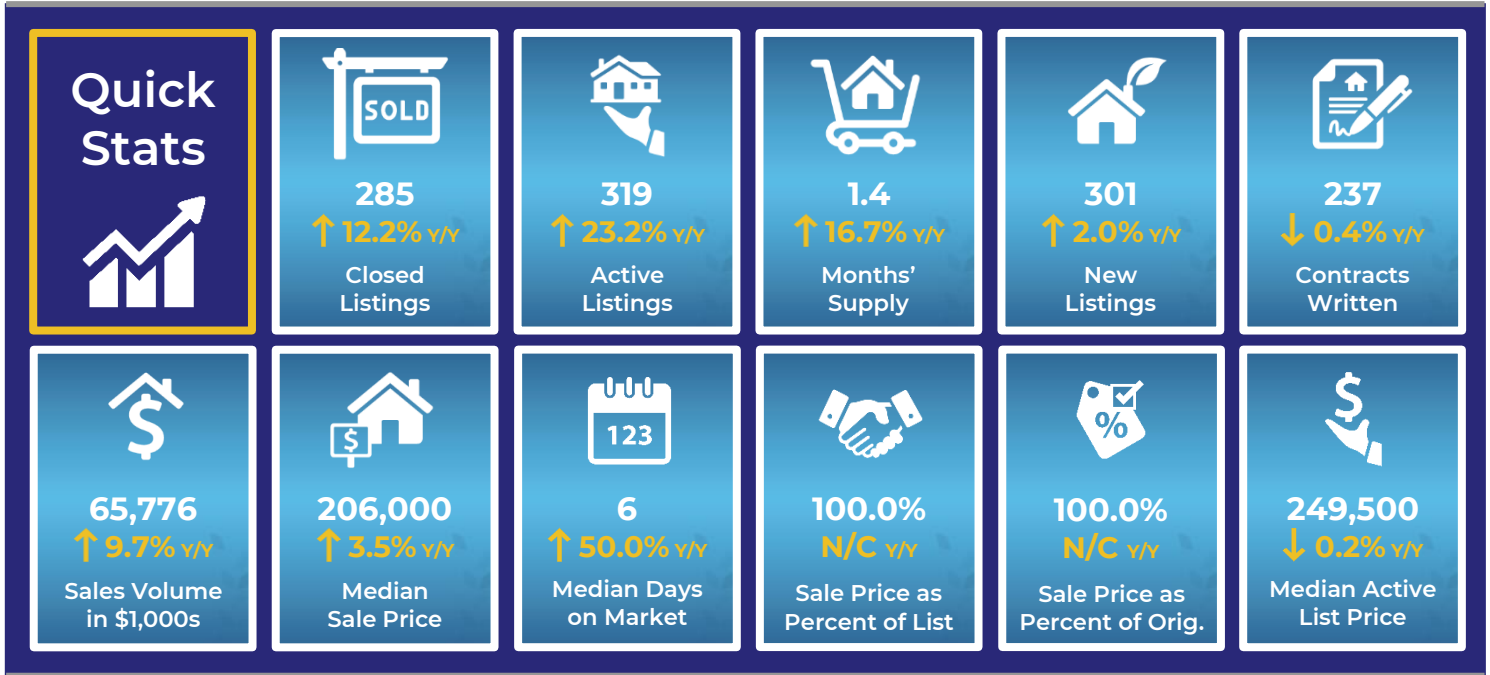 Quick
Stats
SOLD
285
↑ 12.2% Y/Y
Closed
Listings
319
↑ 23.2% Y/Y
Active
Listings
1.4
↑ 16.7% Y/Y
Months’
Supply
301
↑ 2.0% Y/Y
New
Listings
237
↓ 0.4% Y/Y
Contracts
Written
$
65,776
↑ 9.7% Y/Y
Sales Volume
in $1,000s
$
206,000
↑ 3.5% Y/Y
Median
Sale Price
123
6
↑ 50.0% Y/Y
Median Days
on Market
100.0%
N/C Y/Y
Sale Price as
Percent of List
%
100.0%
N/C Y/Y
Sale Price as
Percent of Orig.
$
249,500
↓ 0.2% Y/Y
Median Active
List Price